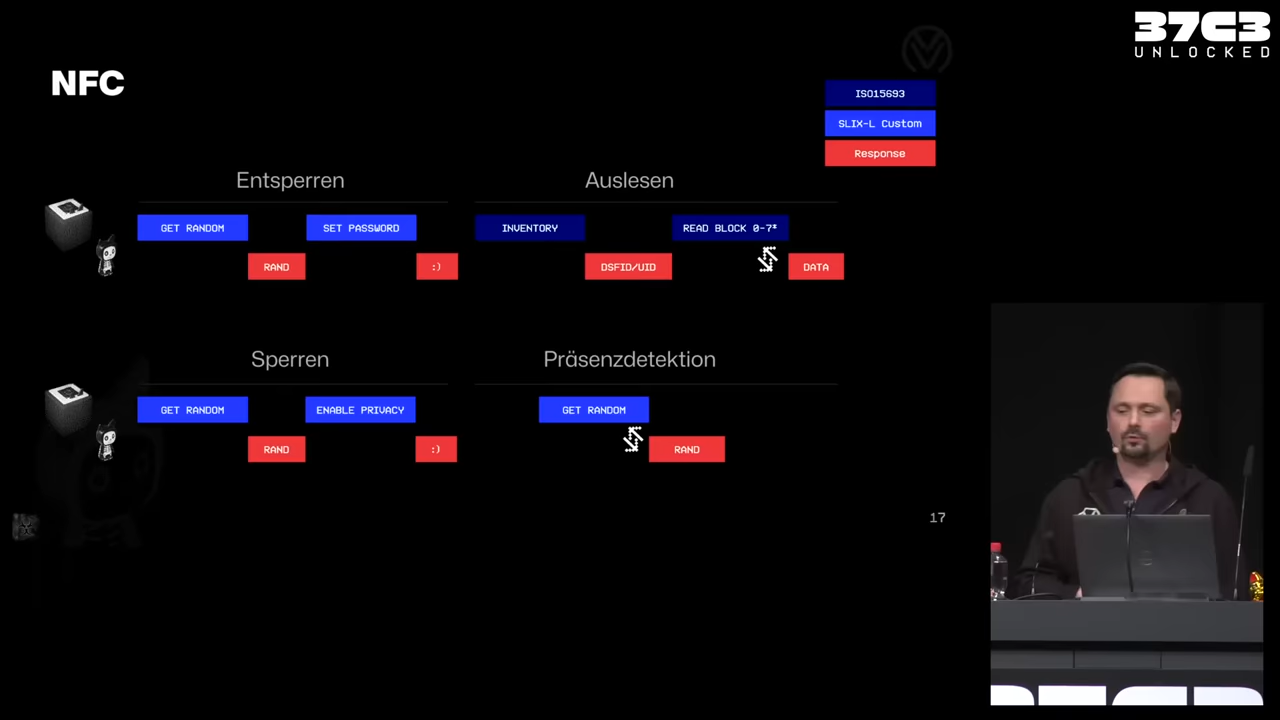 37C3
UNLOCKED
NFC
ISO15693
SLIX-L Custom
Response
Entsperren
Auslesen
GET RANDOM
SET PASSWORD
INVENTORY
READ BLOCK 0-7*
RAND
:)
DSFID/UID
DATA
Sperren
Präsenzdetektion
GET RANDOM
ENABLE PRIVACY
GET RANDOM
RAND
:)
RAND
17